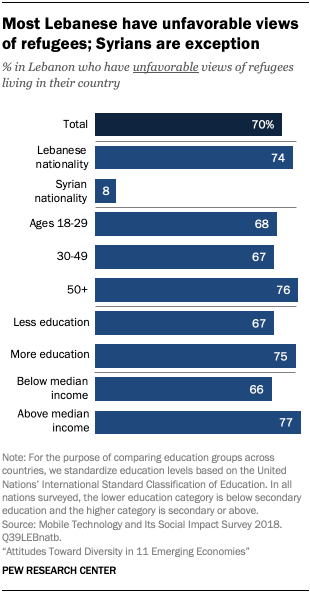 Most Lebanese have unfavorable views
of refugees; Syrians are exception
% in Lebanon who have unfavorable views of refugees
living in their country
Total 70%
Lebanese
nationality 74
Syrian
nationality 8
Ages 18-29 68
30-49 67
50+ 76
Less education 67
More education 75
Below median
income 66
Above median
income 77
Note: For the purpose of comparing education groups across
countries, we standardize education levels based on the United
Nations' International Standard Classification of Education. In all
nations surveyed, the lower education category is below secondary
education and the higher category is secondary or above.
Source: Mobile Technology and Its Social Impact Survey 2018.
Q39LEBnatb.
“Attitudes Toward Diversity in 11 Emerging Economies”
PEW RESEARCH CENTER